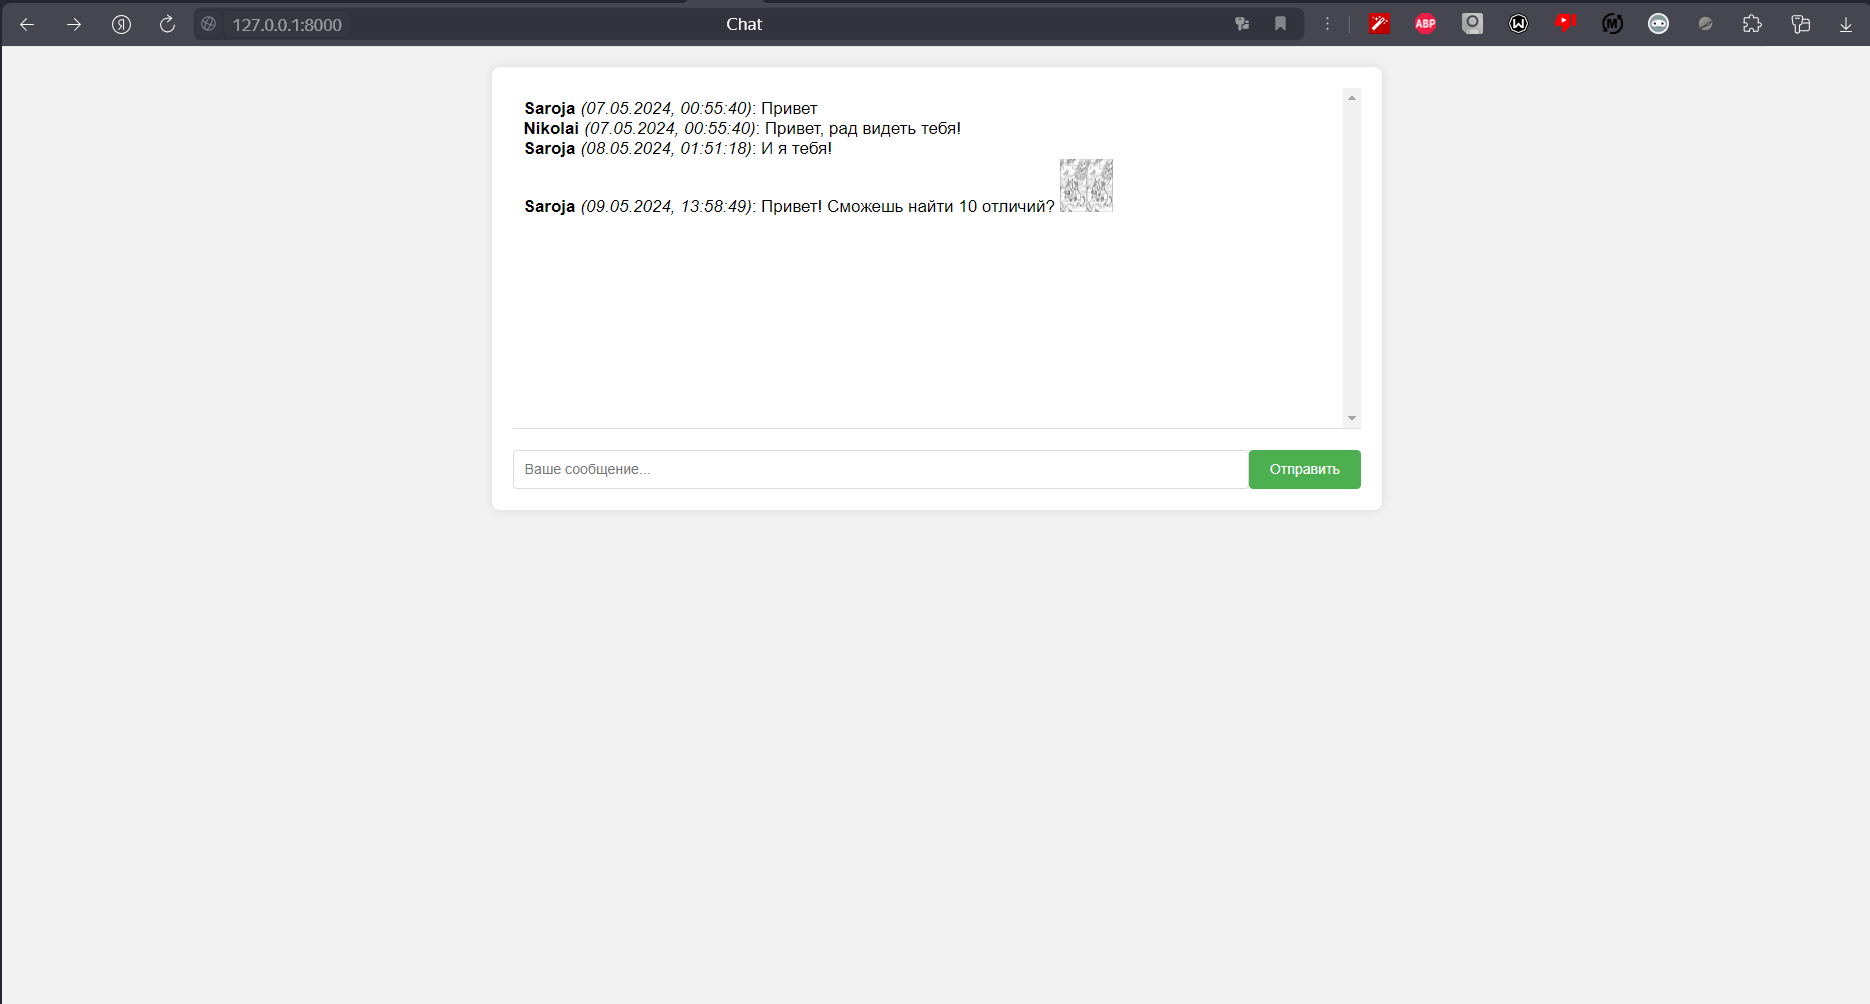 127.0.0.1:8000
Chat
ABP
Saroja (07.05.2024, 00:55:40): Привет
Nikolai (07.05.2024, 00:55:40): Привет, рад видеть тебя!
Saroja (08.05.2024, 01:51:18): И я тебя!
Saroja (09.05.2024, 13:58:49): Привет! Сможешь найти 10 отличий?
Ваше сообщение...
Отправить